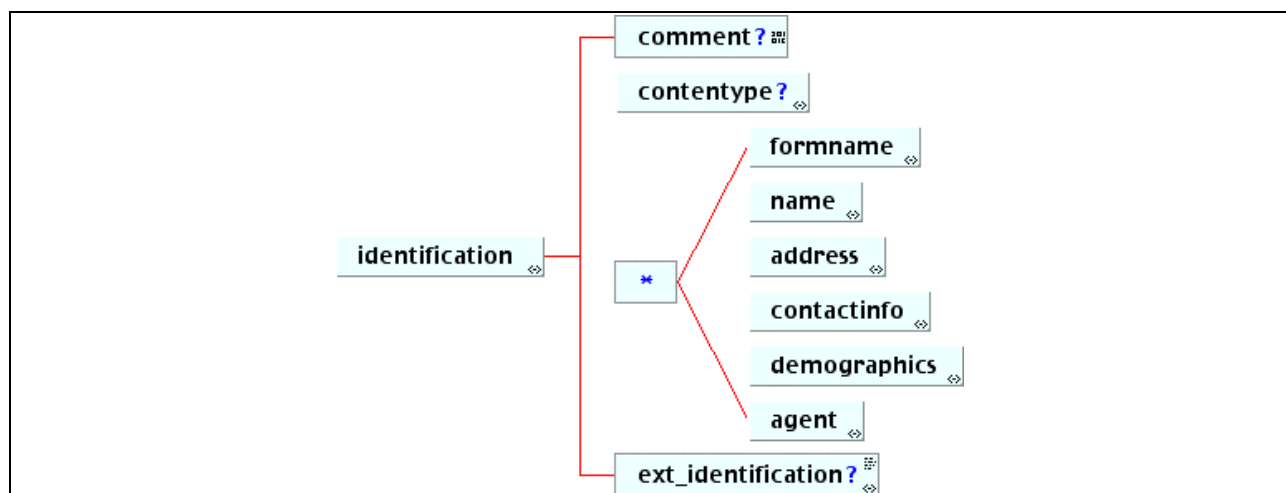 comment?
contentype?
formname
name
address
identification
*
contactinfo
demographics
agent
ext_identification?